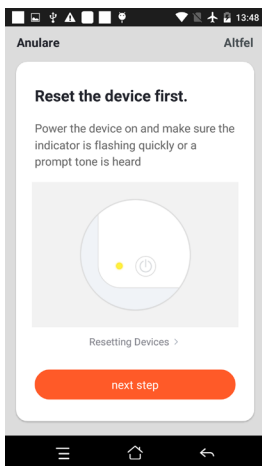 13:48
Anulare Altfel
Reset the device first.
Power the device on and make sure the
indicator is flashing quickly or a
prompt tone is heard
Resetting Devices >
next step